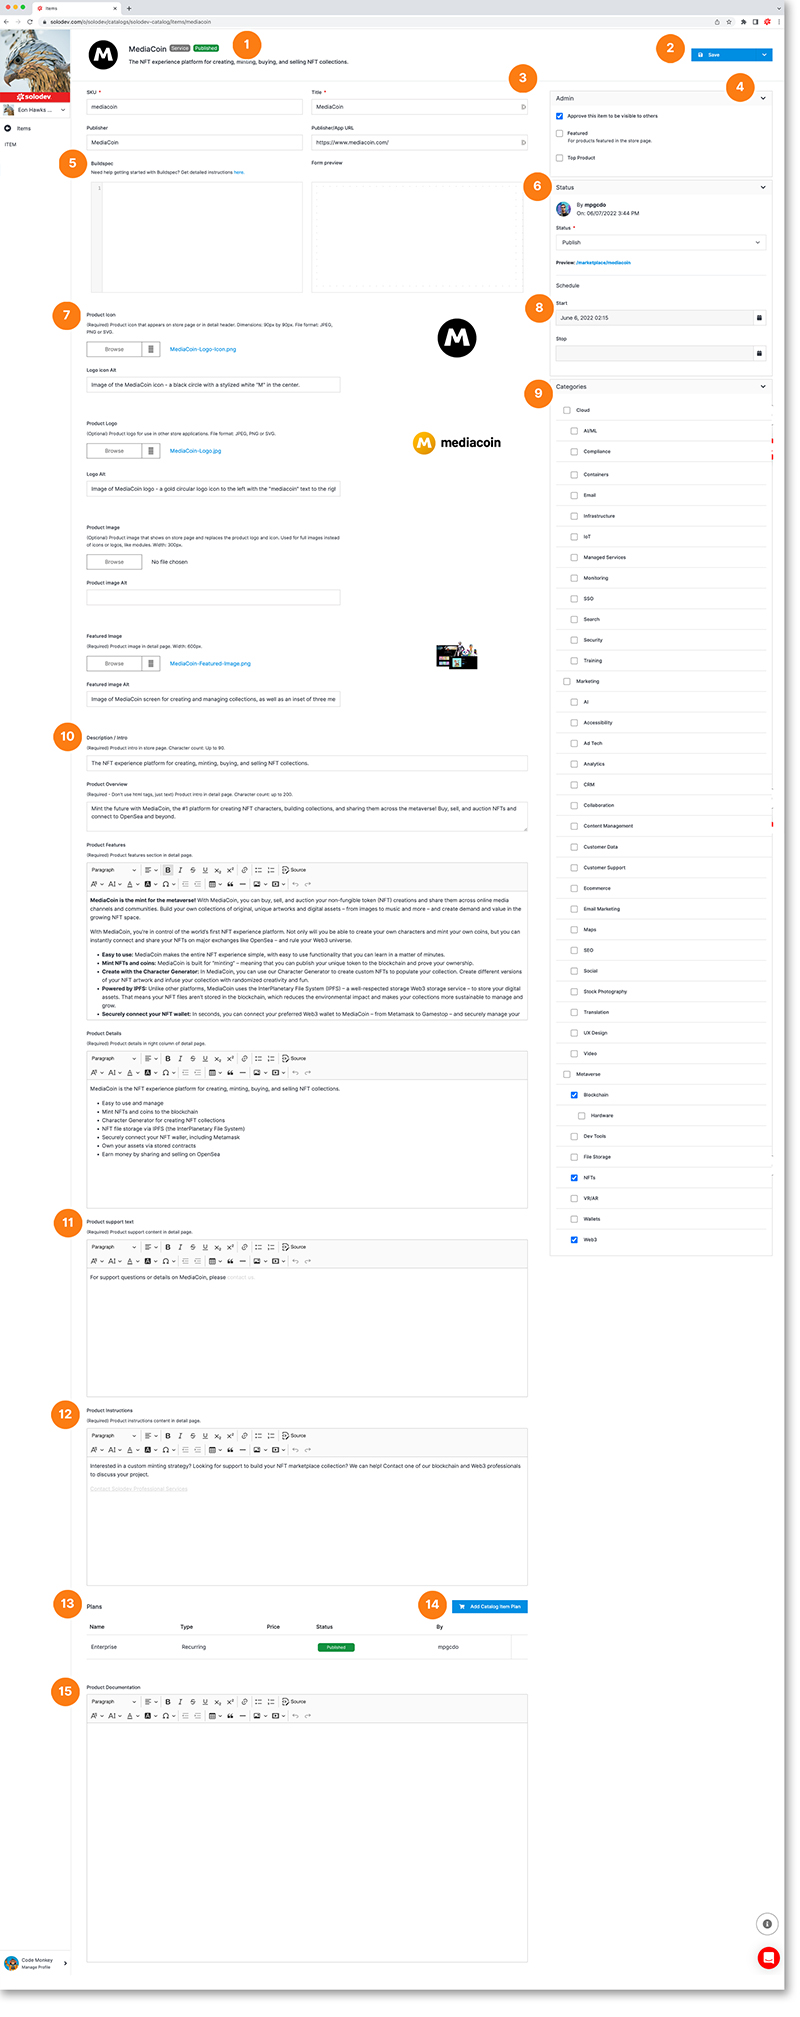 Items
solodev.com/o/solodev/catalogs/solodev-catalog/items/mediacoin
solodev
Eon Hawks ...
Items
ITEM
MediaCoin Service Published
The NFT experience platform for creating, minting, buying, and selling NFT collections.
1
2
Save
3
SKU *
mediacoin
Title *
MediaCoin
Publisher
MediaCoin
Publisher/App URL
https://www.mediacoin.com/
4
Admin
Approve this item to be visible to others
Featured
For products featured in the store page.
Top Product
5
Buildspec
Need help getting started with Buildspec? Get detailed instructions here.
1
Form preview
6
Status
By mpgcdo
On: 06/07/2022 3:44 PM
Status *
Publish
Preview: /marketplace/mediacoin
Schedule
8
Start
June 6, 2022 02:15
Stop
7
Product icon
(Required) Product icon that appears on store page or in detail header. Dimensions: 90px by 90px. File format: JPEG,
PNG or SVG.
Browse
MediaCoin-Logo-Icon.png
Logo icon Alt
Image of the MediaCoin icon - a black circle with a stylized white "M" in the center.
Product Logo
(Optional) Product logo for use in other store applications. File format: JPEG, PNG or SVG.
Browse
MediaCoin-Logo.jpg
mediacoin
Logo Alt
Image of MediaCoin logo - a gold circular logo icon to the left with the "mediacoin" text to the righ
Product Image
(Optional) Product image that shows on store page and replaces the product logo and icon. Used for full images instead
of icons or logos, like modules. Width: 300px.
Browse
No file chosen
Product image Alt
Featured Image
(Required) Product image in detail page. Width: 600px.
Browse
MediaCoin-Featured-Image.png
Featured Image Alt
Image of MediaCoin screen for creating and managing collections, as well as an inset of three me
9
Categories
Cloud
AI/ML
Compliance
Containers
Email
Infrastructure
IoT
Managed Services
Monitoring
SSO
Search
Security
Training
Marketing
AI
Accessibility
Ad Tech
Analytics
CRM
Collaboration
Content Management
Customer Data
Customer Support
Ecommerce
Email Marketing
Maps
SEO
Social
Stock Photography
Translation
UX Design
Video
Metaverse
Blockchain
Hardware
Dev Tools
File Storage
NFTs
VR/AR
Wallets
Web3
10
Description / Intro
(Required) Product intro in store page. Character count: Up to 90.
The NFT experience platform for creating, minting, buying, and selling NFT collections.
Product Overview
(Required - Don't use html tags, just text) Product intro in detail page. Character count: up to 200.
Mint the future with MediaCoin, the #1 platform for creating NFT characters, building collections, and sharing them across the metaverse! Buy, sell, and auction NFTs and
connect to OpenSea and beyond.
Product Features
(Required) Product features section in detail page.
Paragraph
Source
MediaCoin is the mint for the metaverse! With MediaCoin, you can buy, sell, and auction your non-fungible token (NFT) creations and share them across online media
channels and communities. Build your own collections of original, unique artworks and digital assets – from images to music and more – and create demand and value in the
growing NFT space.
With MediaCoin, you're in control of the world's first NFT experience platform. Not only will you be able to create your own characters and mint your own coins, but you can
instantly connect and share your NFTs on major exchanges like OpenSea – and rule your Web3 universe.
• Easy to use: MediaCoin makes the entire NFT experience simple, with easy to use functionality that you can learn in a matter of minutes.
• Mint NFTs and coins: MediaCoin is built for "minting" – meaning that you can publish your unique token to the blockchain and prove your ownership.
• Create with the Character Generator: In MediaCoin, you can use our Character Generator to create custom NFTs to populate your collection. Create different versions
of your NFT artwork and infuse your collection with randomized creativity and fun.
• Powered by IPFS: Unlike other platforms, MediaCoin uses the InterPlanetary File System (IPFS) – a well-respected storage Web3 storage service – to store your digital
assets. That means your NFT files aren't stored in the blockchain, which reduces the environmental impact and makes your collections more sustainable to manage and
grow.
• Securely connect your NFT wallet: In seconds, you can connect your preferred Web3 wallet to MediaCoin – from Metamask to Gamestop – and securely manage your
Product Details
(Required) Product details in right column of detail page.
Paragraph
Source
MediaCoin is the NFT experience platform for creating, minting, buying, and selling NFT collections.
• Easy to use and manage
• Mint NFTs and coins to the blockchain
• Character Generator for creating NFT collections
• NFT file storage via IPFS (the InterPlanetary File System)
• Securely connect your NFT waller, including Metamask
• Own your assets via stored contracts
• Earn money by sharing and selling on OpenSea
11
Product support text
(Required) Product support content in detail page.
Paragraph
Source
For support questions or details on MediaCoin, please contact us.
12
Product Instructions
(Required) Product instructions content in detail page.
Paragraph
Source
Interested in a custom minting strategy? Looking for support to build your NFT marketplace collection? We can help! Contact one of our blockchain and Web3 professionals
to discuss your project.
Contact Solodev Professional Services
13
Plans
14
Add Catalog Item Plan
Name Type Price Status By
Enterprise Recurring Published mpgcdo
15
Product Documentation
Paragraph
Source
Code Monkey
Manage Profile